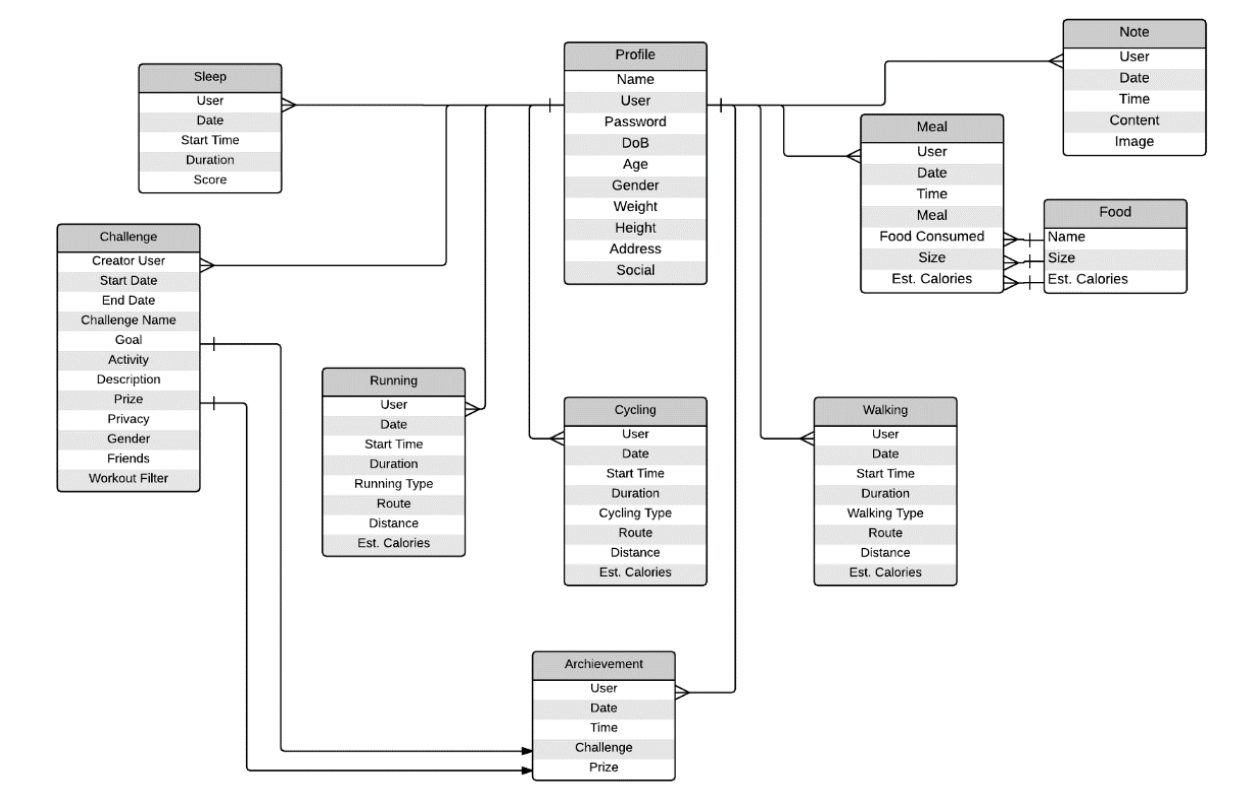 Sleep
User
Date
Start Time
Duration
Score
Profile
Name
User
Password
DoB
Age
Gender
Weight
Height
Address
Social
Note
User
Date
Time
Content
Image
Meal
User
Date
Time
Meal
Food Consumed
Size
Est. Calories
Food
Name
Size
Est. Calories
Challenge
Creator User
Start Date
End Date
Challenge Name
Goal
Activity
Description
Prize
Privacy
Gender
Friends
Workout Filter
Running
User
Date
Start Time
Duration
Running Type
Route
Distance
Est. Calories
Cycling
User
Date
Start Time
Duration
Cycling Type
Route
Distance
Est. Calories
Walking
User
Date
Start Time
Duration
Walking Type
Route
Distance
Est. Calories
Archievement
User
Date
Time
Challenge
Prize